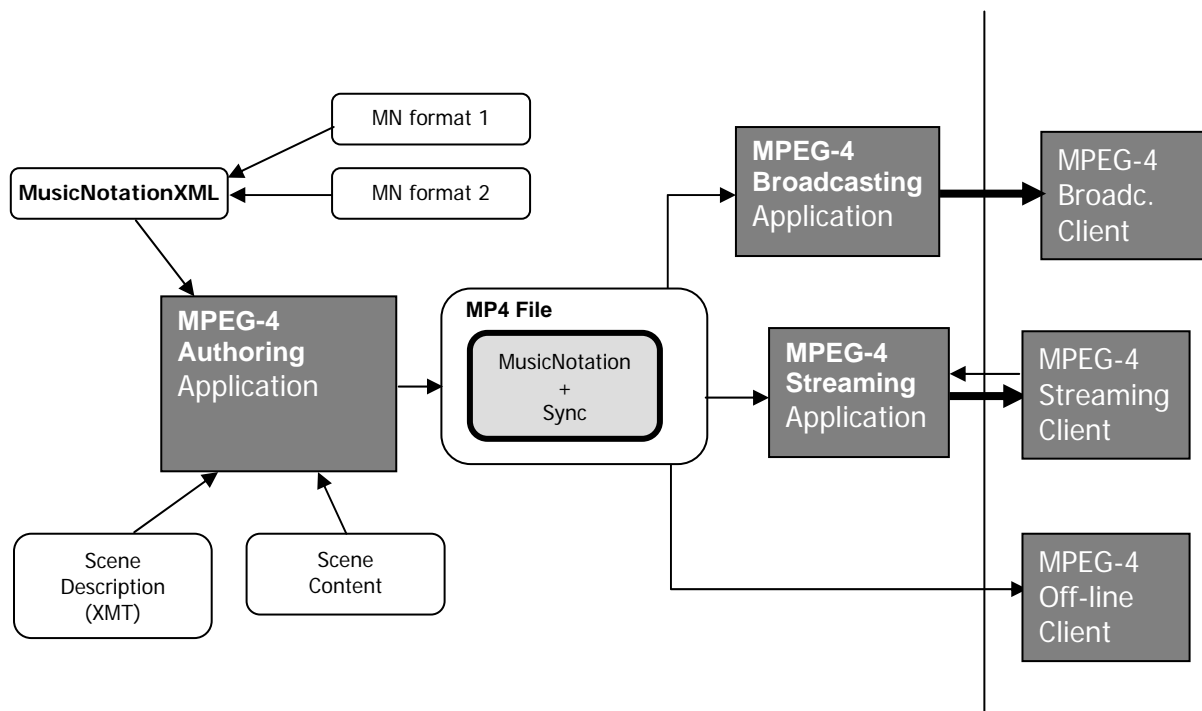 MN format 1
MN format 2
MusicNotationXML
MPEG-4
Authoring
Application
Scene
Description
(XMT)
Scene
Content
MP4 File
MusicNotation
+
Sync
MPEG-4
Broadcasting
Application
MPEG-4
Streaming
Application
MPEG-4
Broadc.
Client
MPEG-4
Streaming
Client
MPEG-4
Off-line
Client